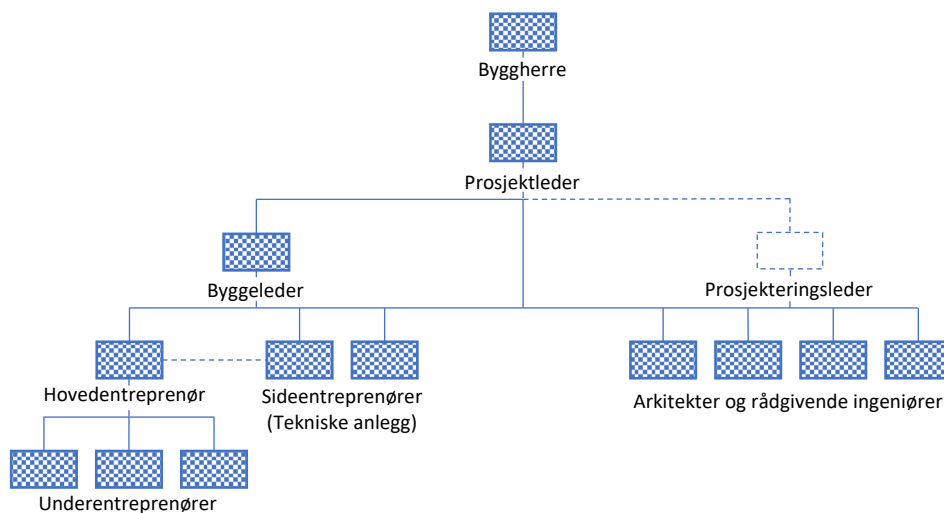 Byggherre
Prosjektleder
Byggeleder
Prosjekteringsleder
Hovedentreprenør
Sideentreprenører
(Tekniske anlegg)
Arkitekter og rådgivende ingeniører
Underentreprenører